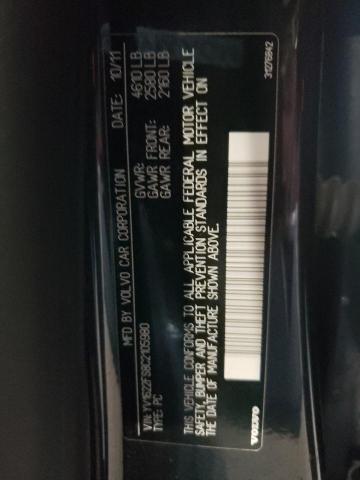 MFD BY VOLVO CAR CORPORATION DATE: 10/11
GVWR: 4610 LB
GAWR FRONT: 2580 LB
GAWR REAR: 2160 LB
VIN: YV1622FS8C2105980
TYPE: PC
THIS VEHICLE CONFORMS TO ALL APPLICABLE FEDERAL MOTOR VEHICLE
SAFETY, BUMPER AND THEFT PREVENTION STANDARDS IN EFFECT ON
THE DATE OF MANUFACTURE SHOWN ABOVE.
VOLVO
31276842